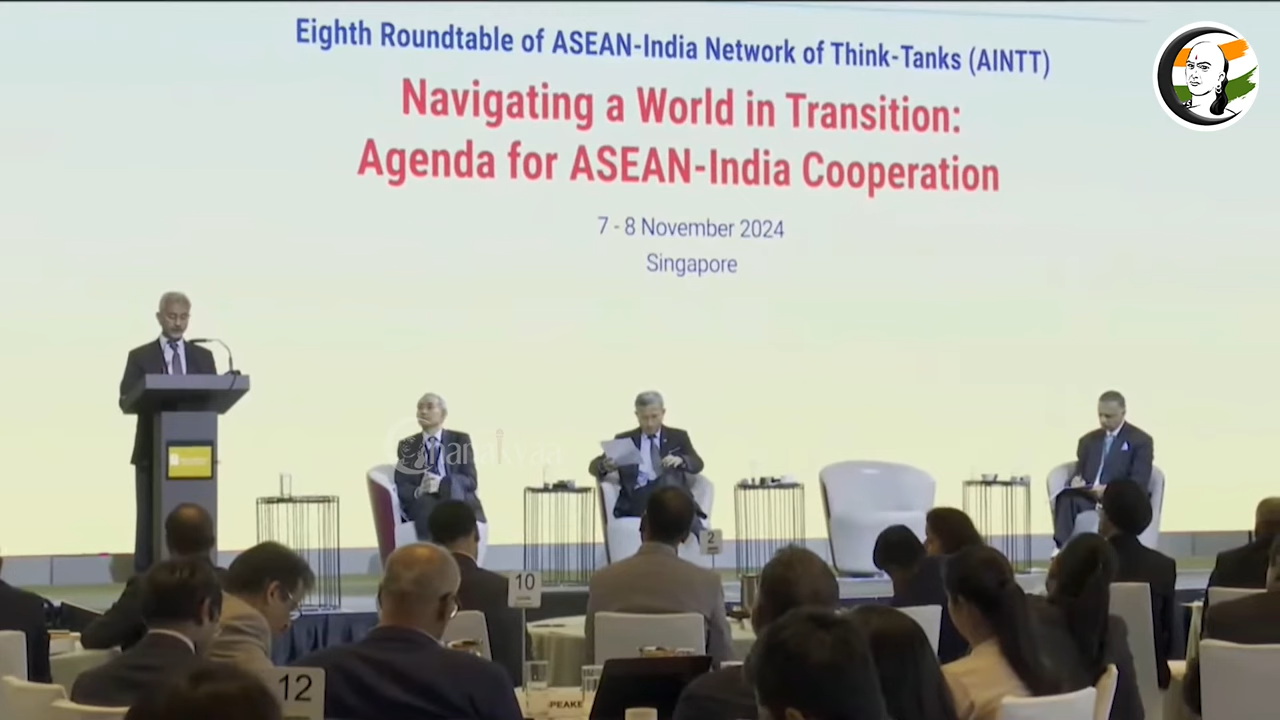 Eighth Roundtable of ASEAN-India Network of Think-Tanks (AINTT)
Navigating a World in Transition:
Agenda for ASEAN-India Cooperation
7 - 8 November 2024
Singapore
Chanakyaa
2
10
12